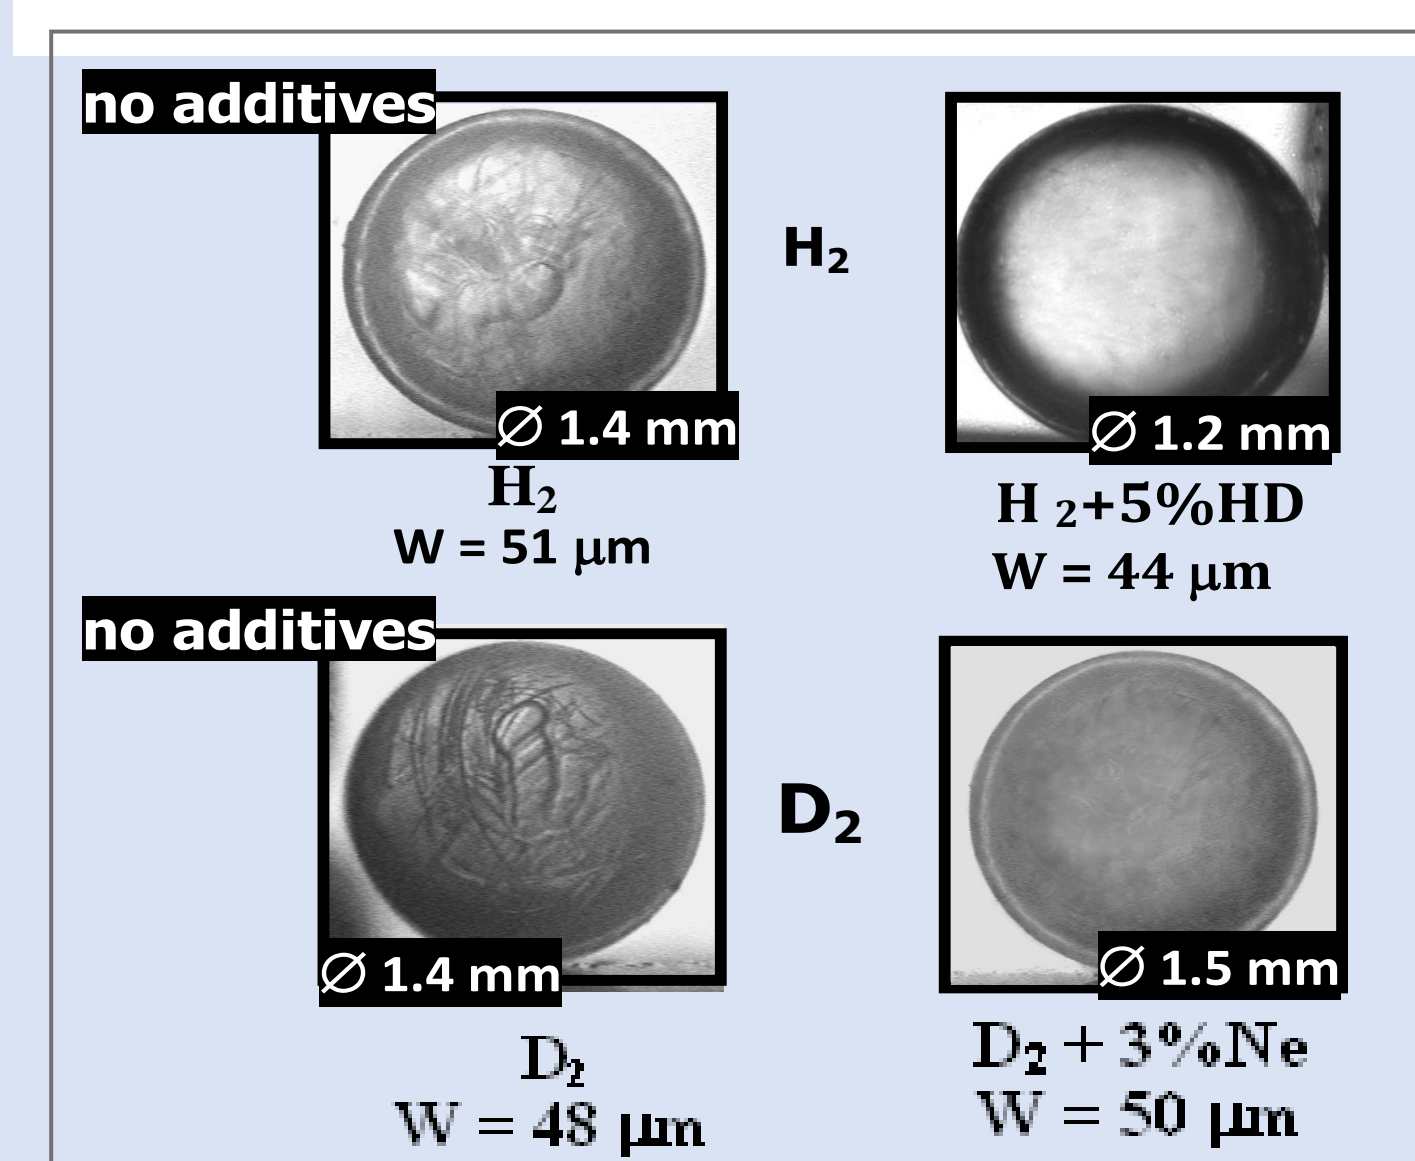 no additives
H₂
∅ 1.4 mm
∅ 1.2 mm
H₂
W = 51 μm
H ₂+5%HD
W = 44 μm
no additives
D₂
∅ 1.4 mm
∅ 1.5 mm
D₂
W = 48 μm
D₂ + 3%Ne
W = 50 μm